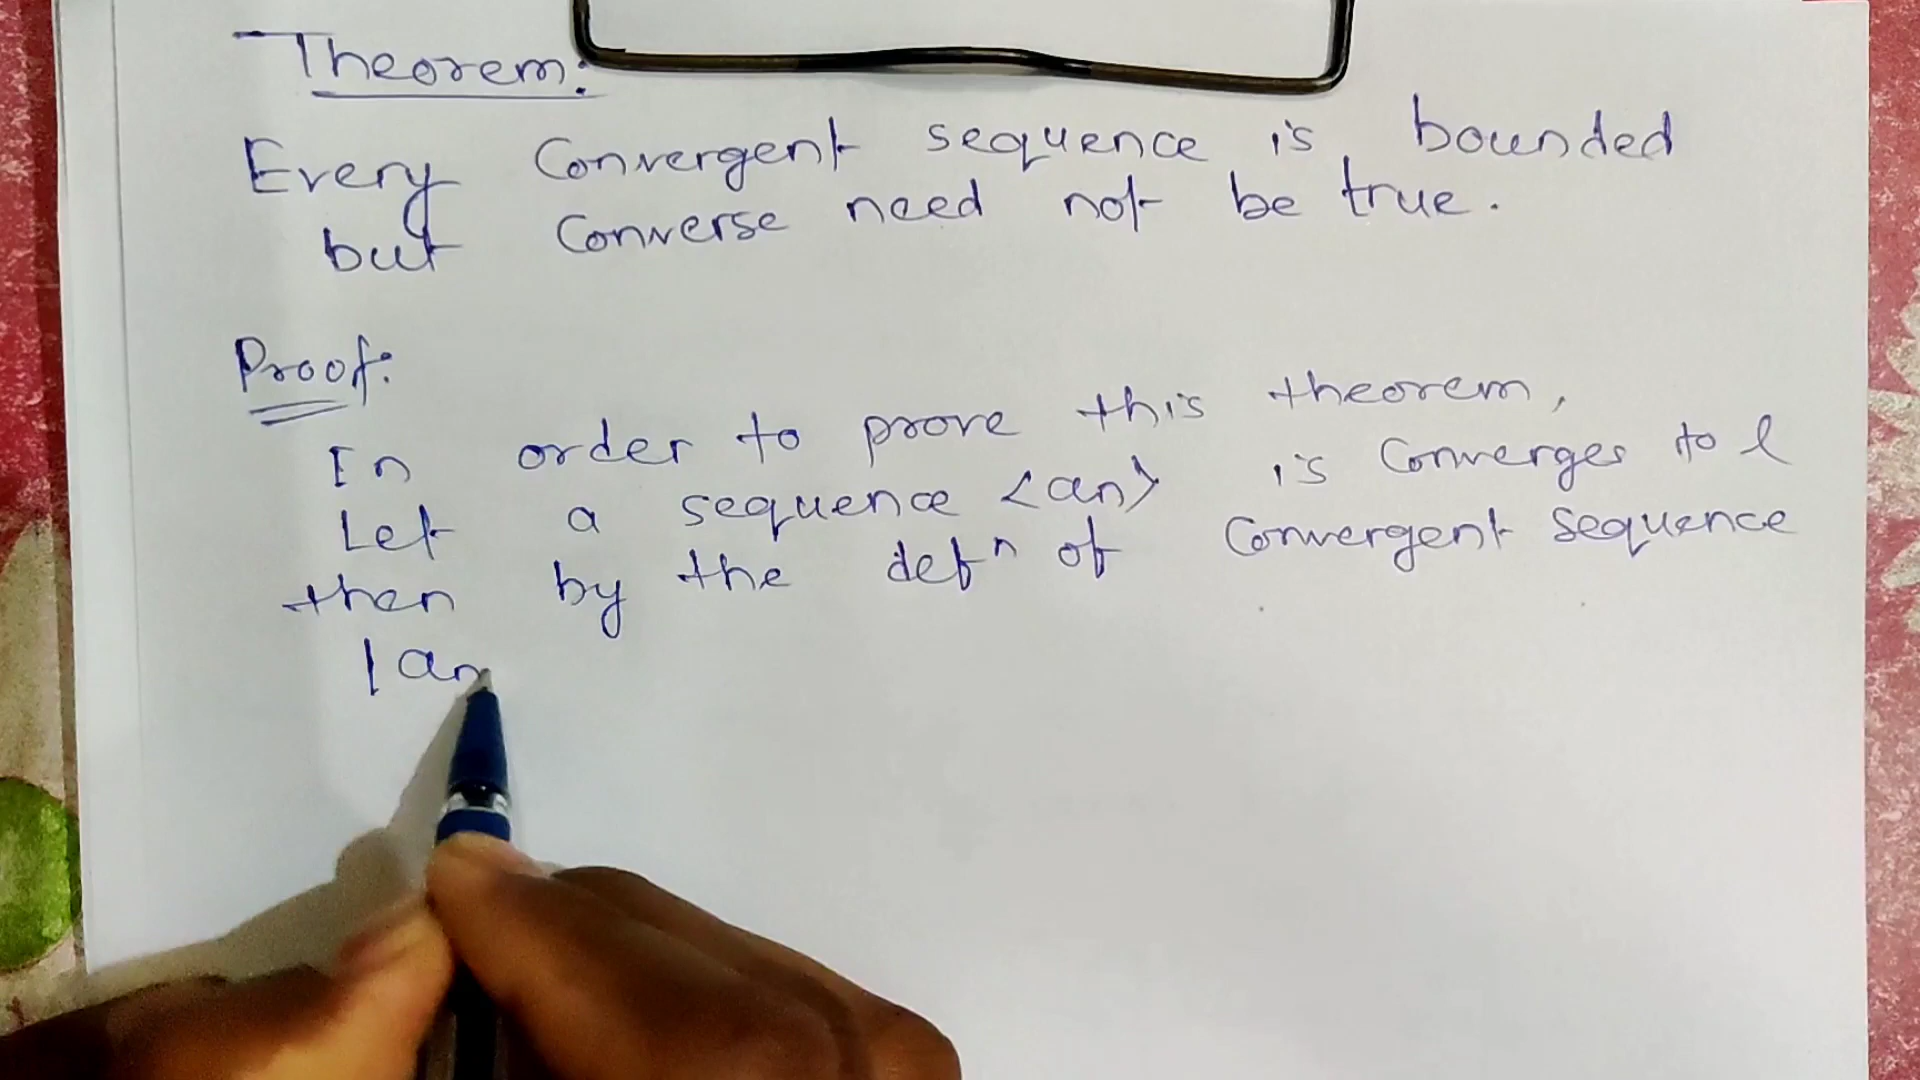 Theorem:
Every Convergent sequence is bounded
but Converse need not be true.
Proof:
In order to prove this theorem,
Let a sequence <an> is Converges to l
then by the defn of Convergent Sequence
|an